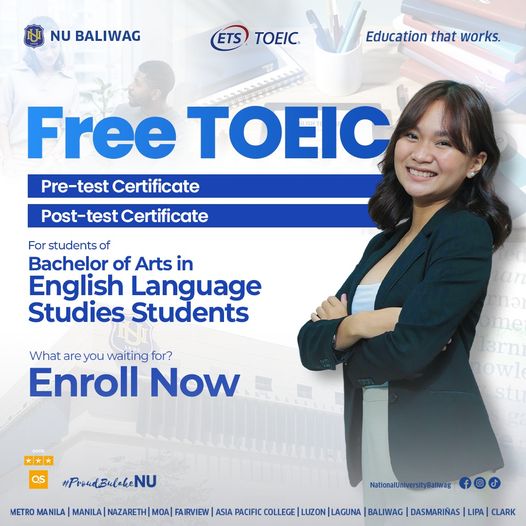 NU BALIWAG
ETS TOEIC
Education that works.
Free TOEIC
Pre-test Certificate
Post-test Certificate
For students of
Bachelor of Arts in
English Language
Studies Students
What are you waiting for?
Enroll Now
QS
#ProudBulakeNU
NationalUniversityBaliwag
METRO MANILA | MANILA | NAZARETH | MOA | FAIRVIEW | ASIA PACIFIC COLLEGE | LUZON | LAGUNA | BALIWAG | DASMARIÑAS | LIPA | CLARK